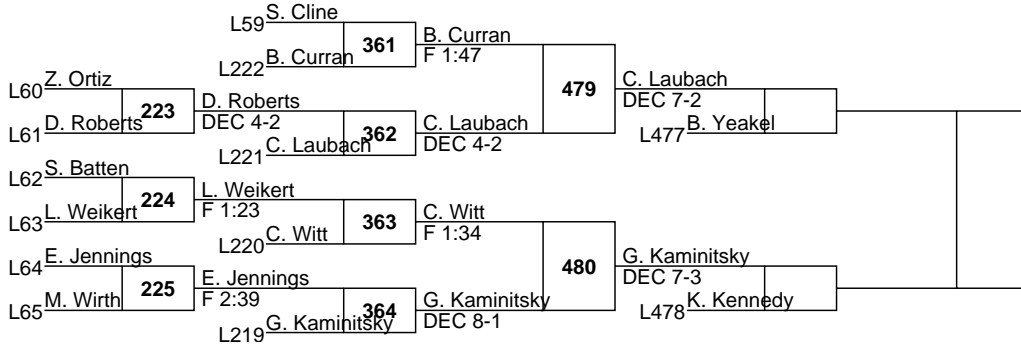 S. Cline
L59
361
B. Curran
F 1:47
B. Curran
L222
Z. Ortiz
L60
479
C. Laubach
DEC 7-2
223
D. Roberts
DEC 4-2
D. Roberts
L61
362
C. Laubach
DEC 4-2
B. Yeakel
L477
C. Laubach
L221
S. Batten
L62
224
L. Weikert
F 1:23
L. Weikert
L63
363
C. Witt
F 1:34
C. Witt
L220
E. Jennings
L64
480
G. Kaminitsky
DEC 7-3
225
E. Jennings
F 2:39
M. Wirth
L65
364
G. Kaminitsky
DEC 8-1
K. Kennedy
L478
G. Kaminitsky
L219